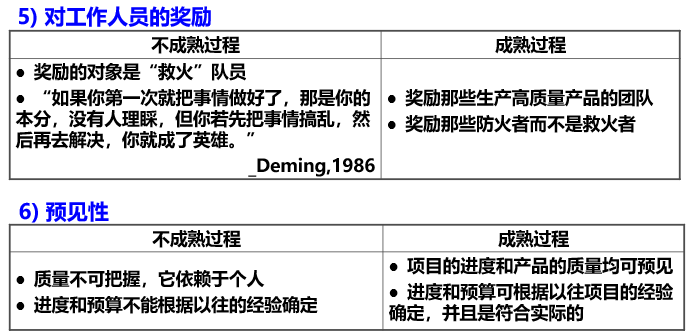 5) 对工作人员的奖励
不成熟过程
成熟过程
● 奖励的对象是“救火”队员
● “如果你第一次就把事情做好了，那是你的
本分，没有人理睬，但你若先把事情搞乱，然
后再去解决，你就成了英雄。”
_Deming,1986
● 奖励那些生产高质量产品的团队
● 奖励那些防火者而不是救火者
6) 预见性
不成熟过程
成熟过程
● 质量不可把握，它依赖于个人
● 进度和预算不能根据以往的经验确定
● 项目的进度和产品的质量均可预见
● 进度和预算可根据以往项目的经验
确定，并且是符合实际的